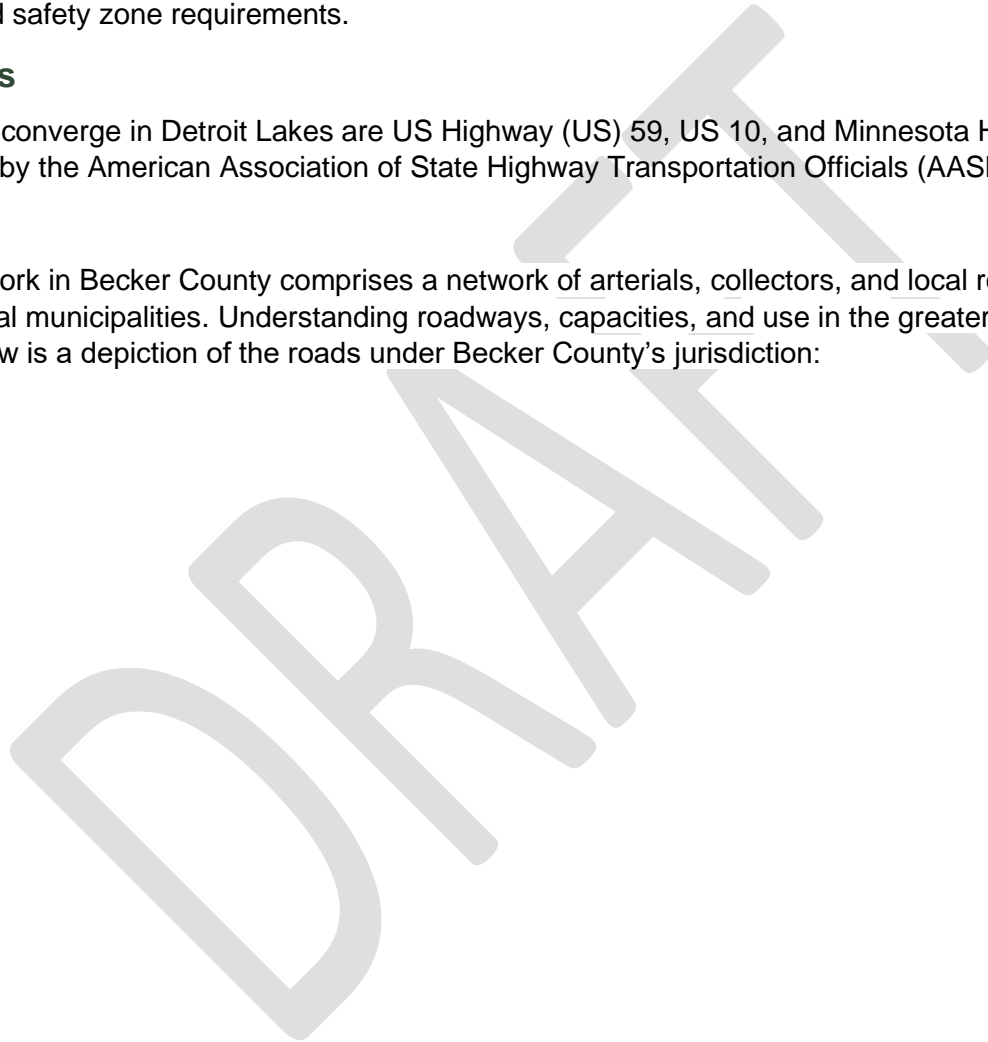 d safety zone requirements.
s
converge in Detroit Lakes are US Highway (US) 59, US 10, and Minnesota H
by the American Association of State Highway Transportation Officials (AASH
ork in Becker County comprises a network of arterials, collectors, and local ro
al municipalities. Understanding roadways, capacities, and use in the greater
w is a depiction of the roads under Becker County’s jurisdiction:
DRAFT